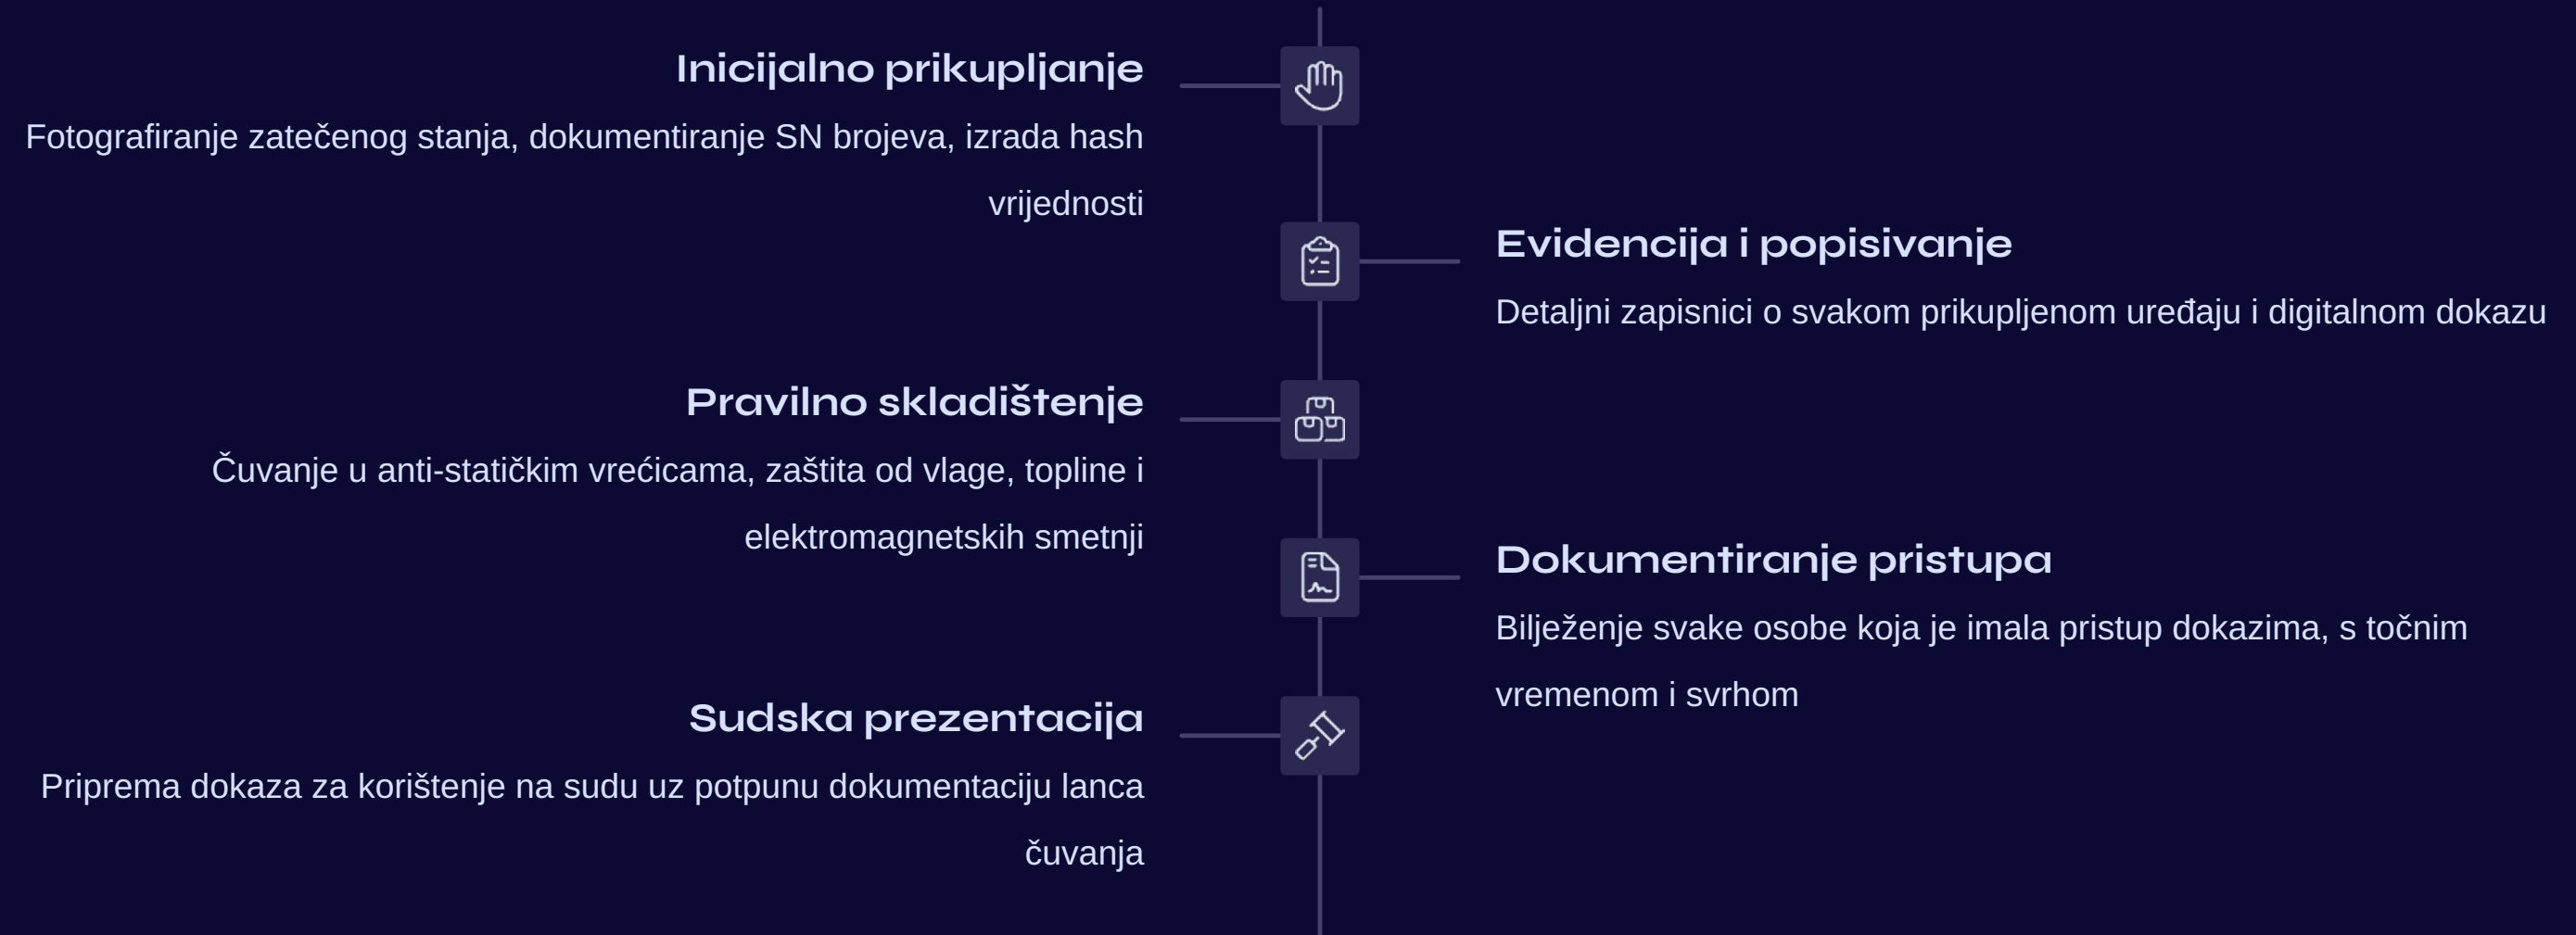 Inicijalno prikupljanje
Fotografiranje zatečenog stanja, dokumentiranje SN brojeva, izrada hash
vrijednosti
Evidencija i popisivanje
Detaljni zapisnici o svakom prikupljenom uređaju i digitalnom dokazu
Pravilno skladištenje
Čuvanje u anti-statičkim vrećicama, zaštita od vlage, topline i
elektromagnetskih smetnji
Dokumentiranje pristupa
Bilježenje svake osobe koja je imala pristup dokazima, s točnim
vremenom i svrhom
Sudska prezentacija
Priprema dokaza za korištenje na sudu uz potpunu dokumentaciju lanca
čuvanja